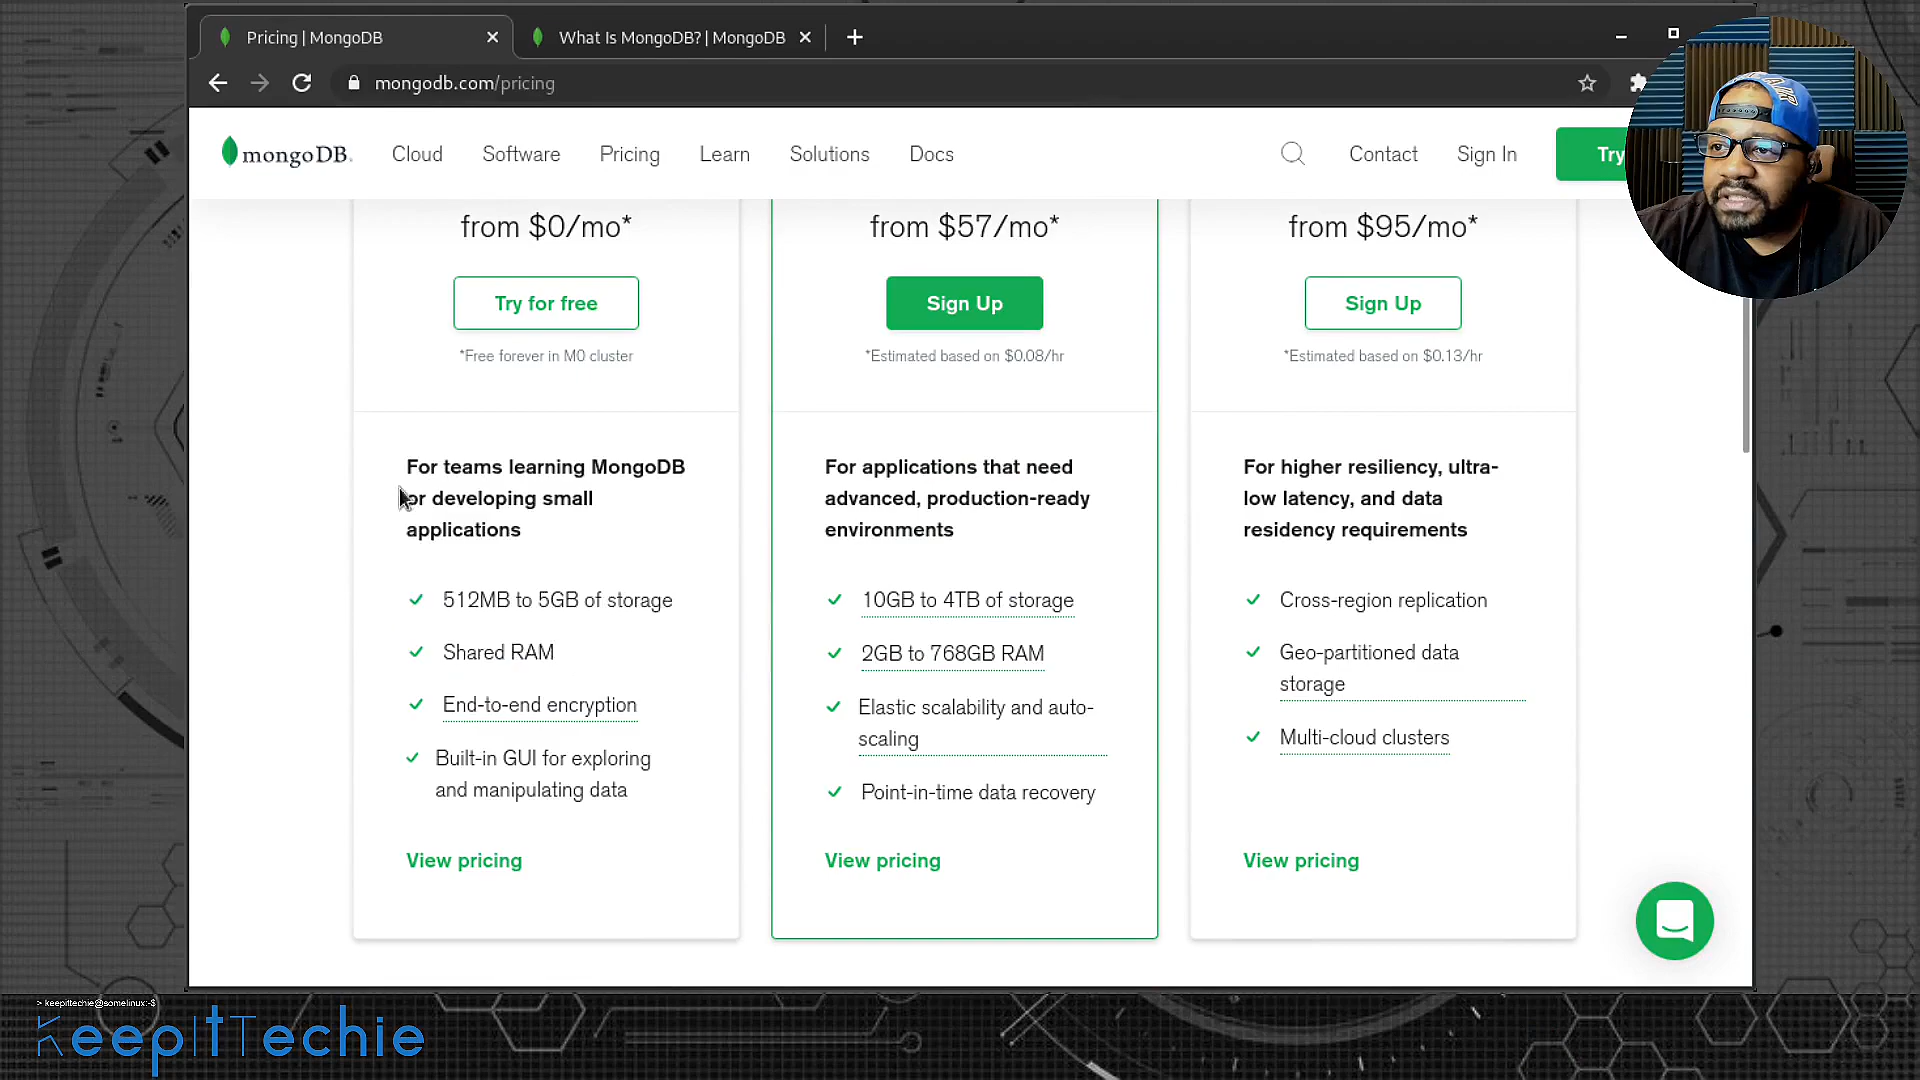 Pricing | MongoDB
What Is MongoDB? | MongoDB
mongodb.com/pricing
mongoDB.
Cloud
Software
Pricing
Learn
Solutions
Docs
Contact
Sign In
Try
from $0/mo*
Try for free
*Free forever in M0 cluster
For teams learning MongoDB
or developing small
applications
512MB to 5GB of storage
Shared RAM
End-to-end encryption
Built-in GUI for exploring
and manipulating data
View pricing
from $57/mo*
Sign Up
*Estimated based on $0.08/hr
For applications that need
advanced, production-ready
environments
10GB to 4TB of storage
2GB to 768GB RAM
Elastic scalability and auto-
scaling
Point-in-time data recovery
View pricing
from $95/mo*
Sign Up
*Estimated based on $0.13/hr
For higher resiliency, ultra-
low latency, and data
residency requirements
Cross-region replication
Geo-partitioned data
storage
Multi-cloud clusters
View pricing
> keepittechie@somelinux:~$
KeepItTechie